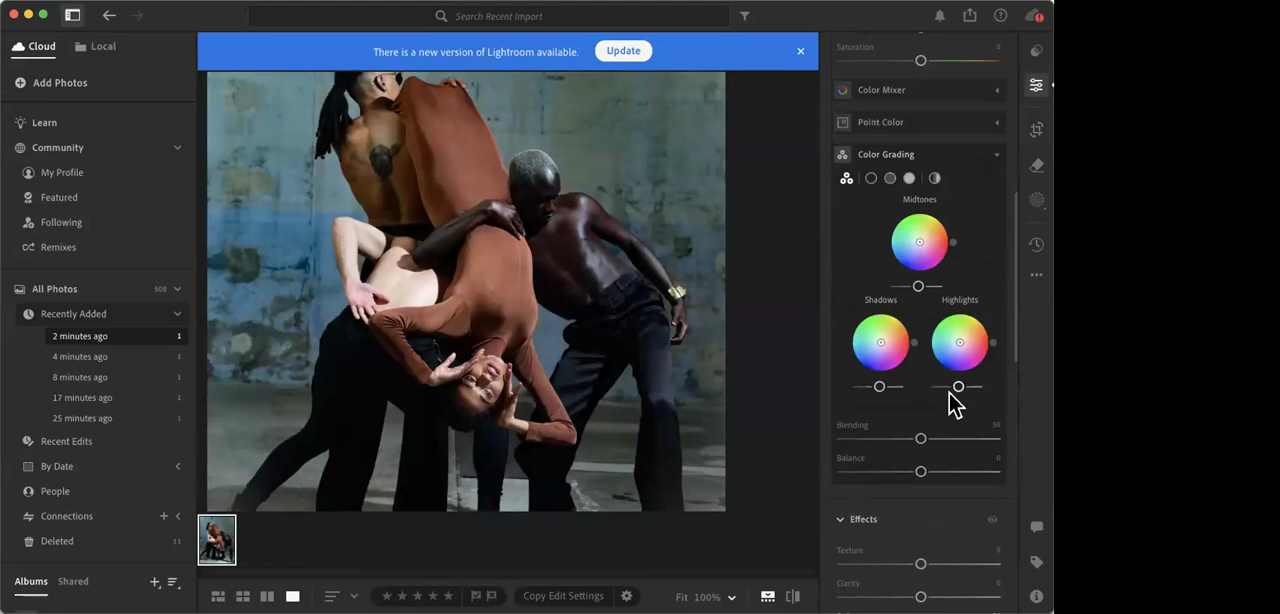 Search Recent Import
Cloud
Local
There is a new version of Lightroom available.
Update
Add Photos
Learn
Community
My Profile
Featured
Following
Remixes
All Photos
508
Recently Added
2 minutes ago
1
4 minutes ago
1
8 minutes ago
1
17 minutes ago
1
25 minutes ago
1
Recent Edits
By Date
People
Connections
Deleted
11
Albums
Shared
Copy Edit Settings
Fit
100%
Saturation
0
Color Mixer
Point Color
Color Grading
Midtones
Shadows
Highlights
Blending
50
Balance
0
Effects
Texture
0
Clarity
0